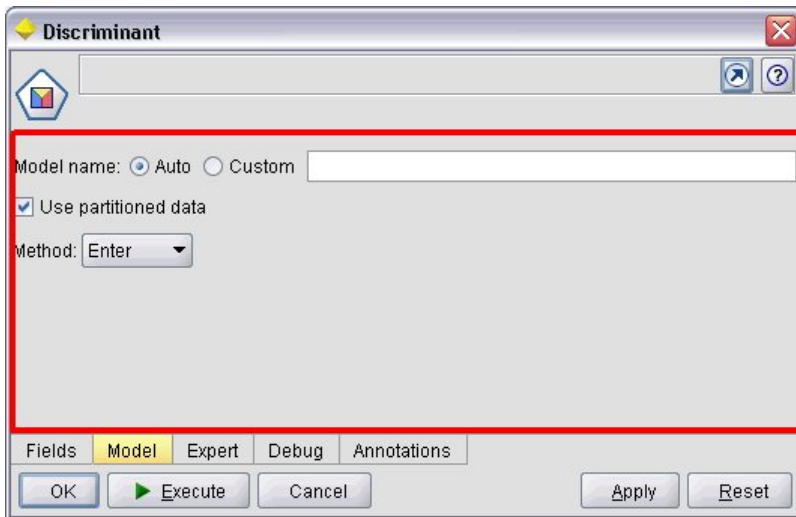 Discriminant
Model name: Auto Custom
Use partitioned data
Method: Enter
Fields Model Expert Debug Annotations
OK Execute Cancel Apply Reset